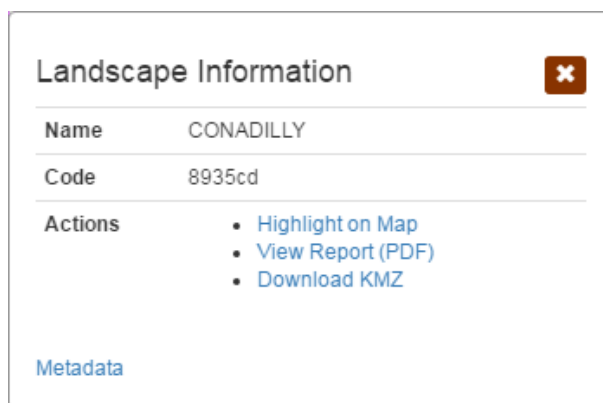 Landscape Information
Name CONADILLY
Code 8935cd
Actions • Highlight on Map
• View Report (PDF)
• Download KMZ
Metadata